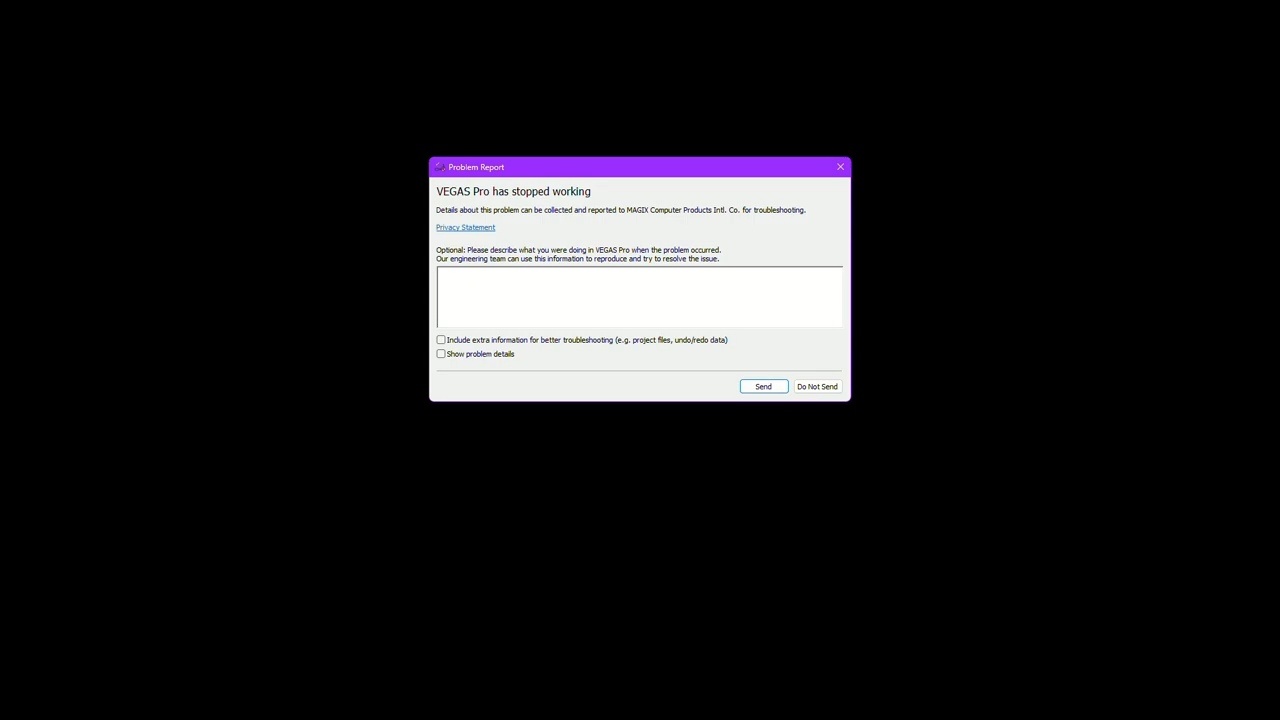 Problem Report
VEGAS Pro has stopped working
Details about this problem can be collected and reported to MAGIX Computer Products Intl. Co. for troubleshooting.
Privacy Statement
Optional: Please describe what you were doing in VEGAS Pro when the problem occurred.
Our engineering team can use this information to reproduce and try to resolve the issue.
Include extra information for better troubleshooting (e.g. project files, undo/redo data)
Show problem details
Send Do Not Send